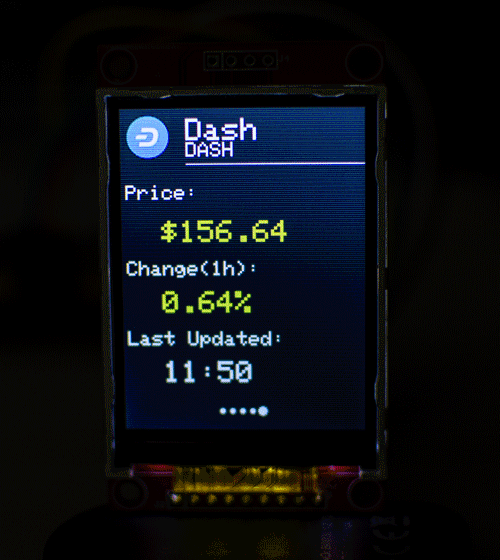 Dash
DASH
Price:
$156.64
Change(1h):
0.64%
Last Updated:
11:50